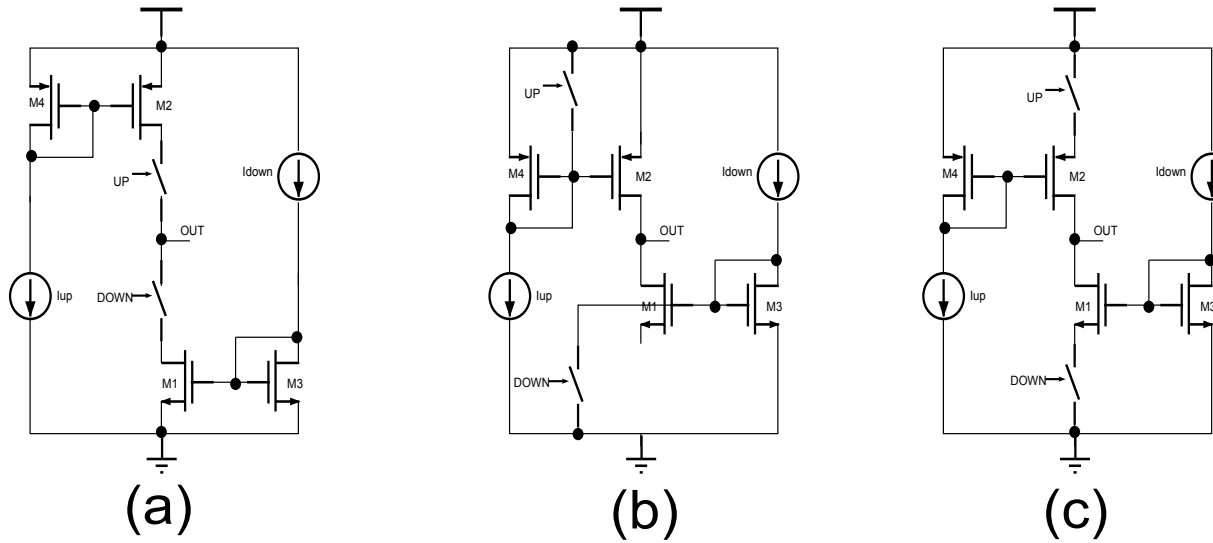 M4
M2
UP
Idown
OUT
Iup
DOWN
M1
M3
(a)
UP
M4
M2
Idown
OUT
Iup
M1
M3
DOWN
(b)
UP
M4
M2
Idown
OUT
Iup
M1
M3
DOWN
(c)